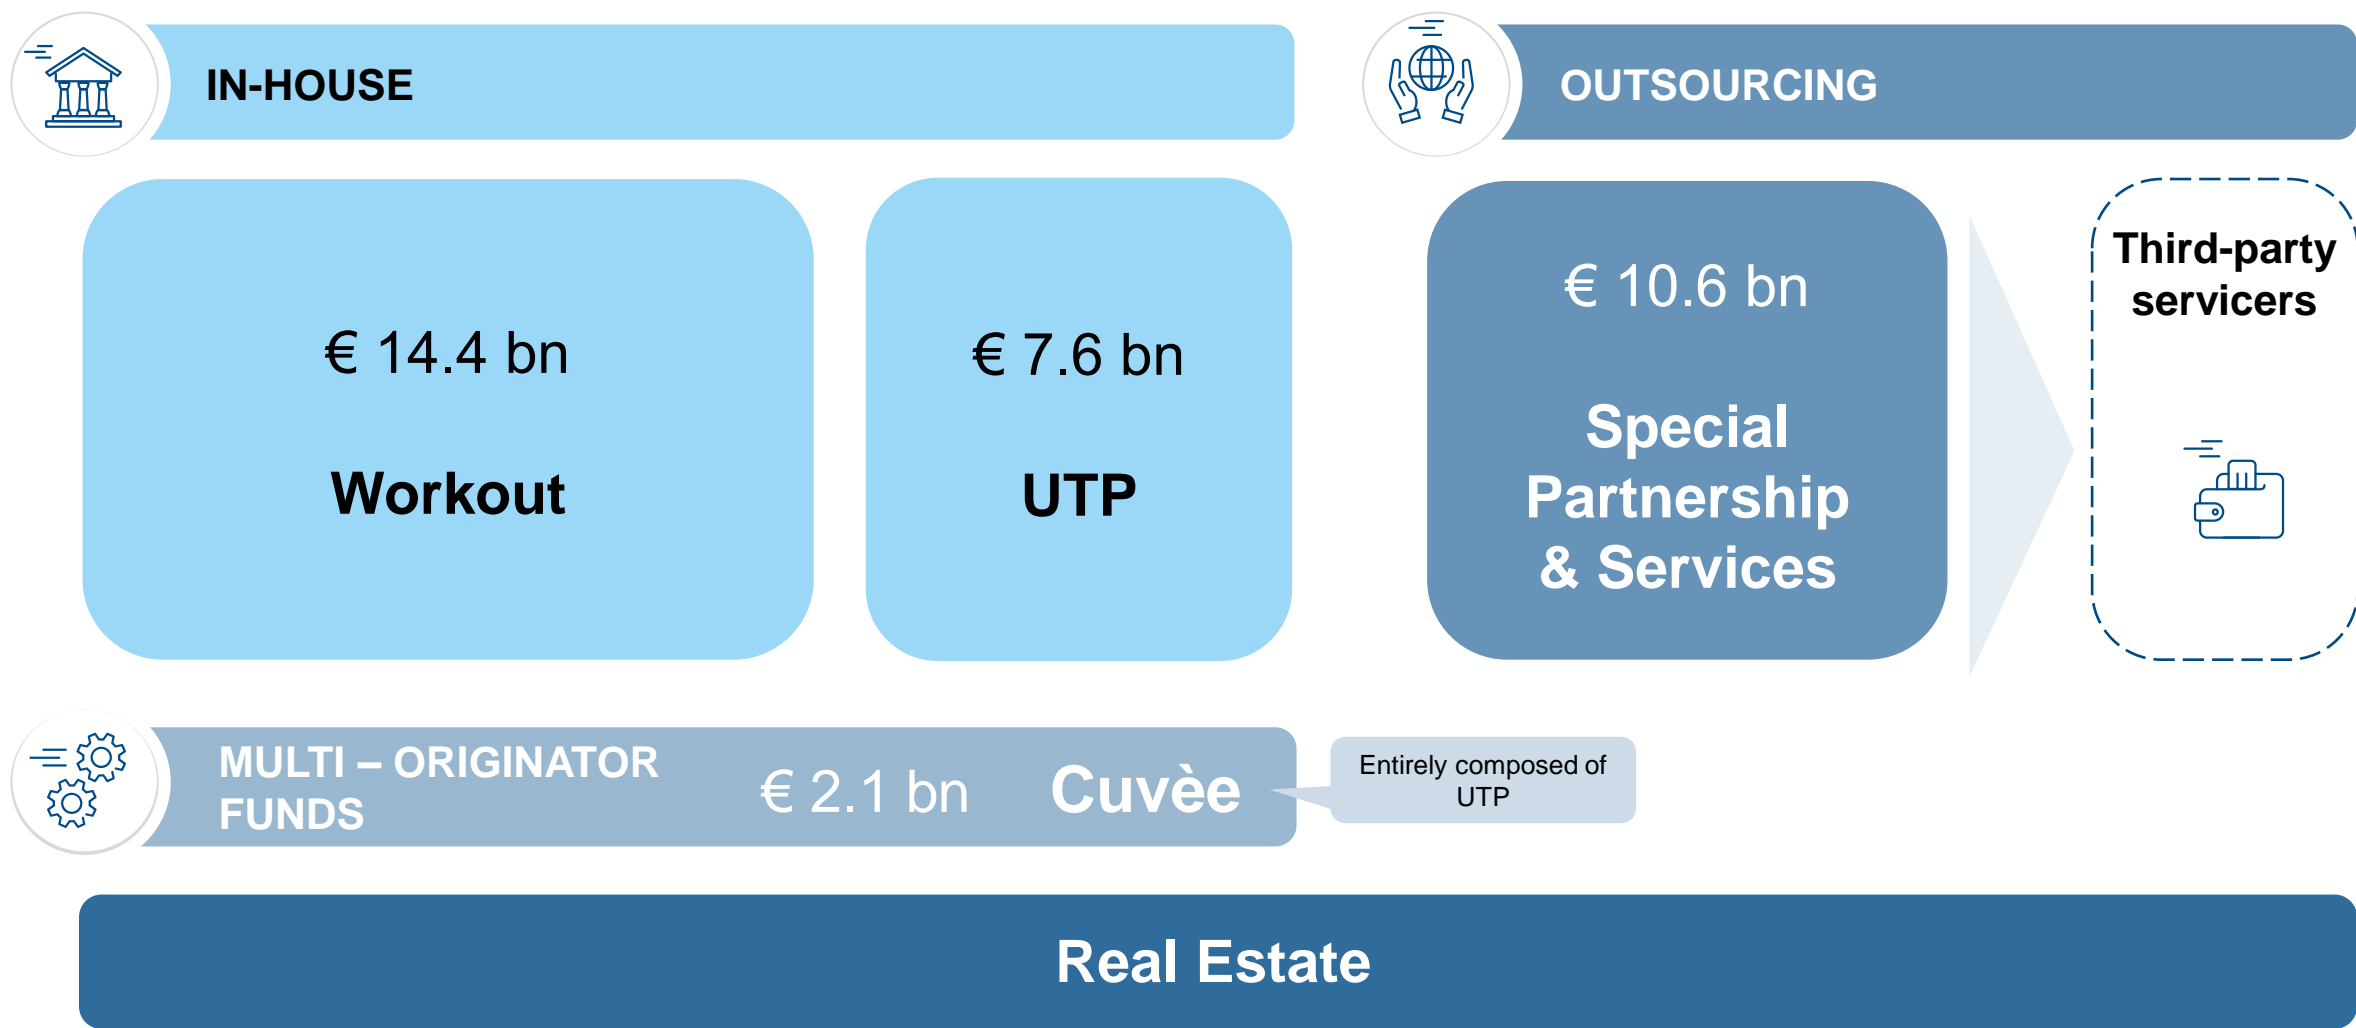 IN-HOUSE
OUTSOURCING
€ 14.4 bn
Workout
€ 7.6 bn
UTP
€ 10.6 bn
Special
Partnership
& Services
Third-party
servicers
MULTI – ORIGINATOR
FUNDS
€ 2.1 bn
Cuvèe
Entirely composed of
UTP
Real Estate